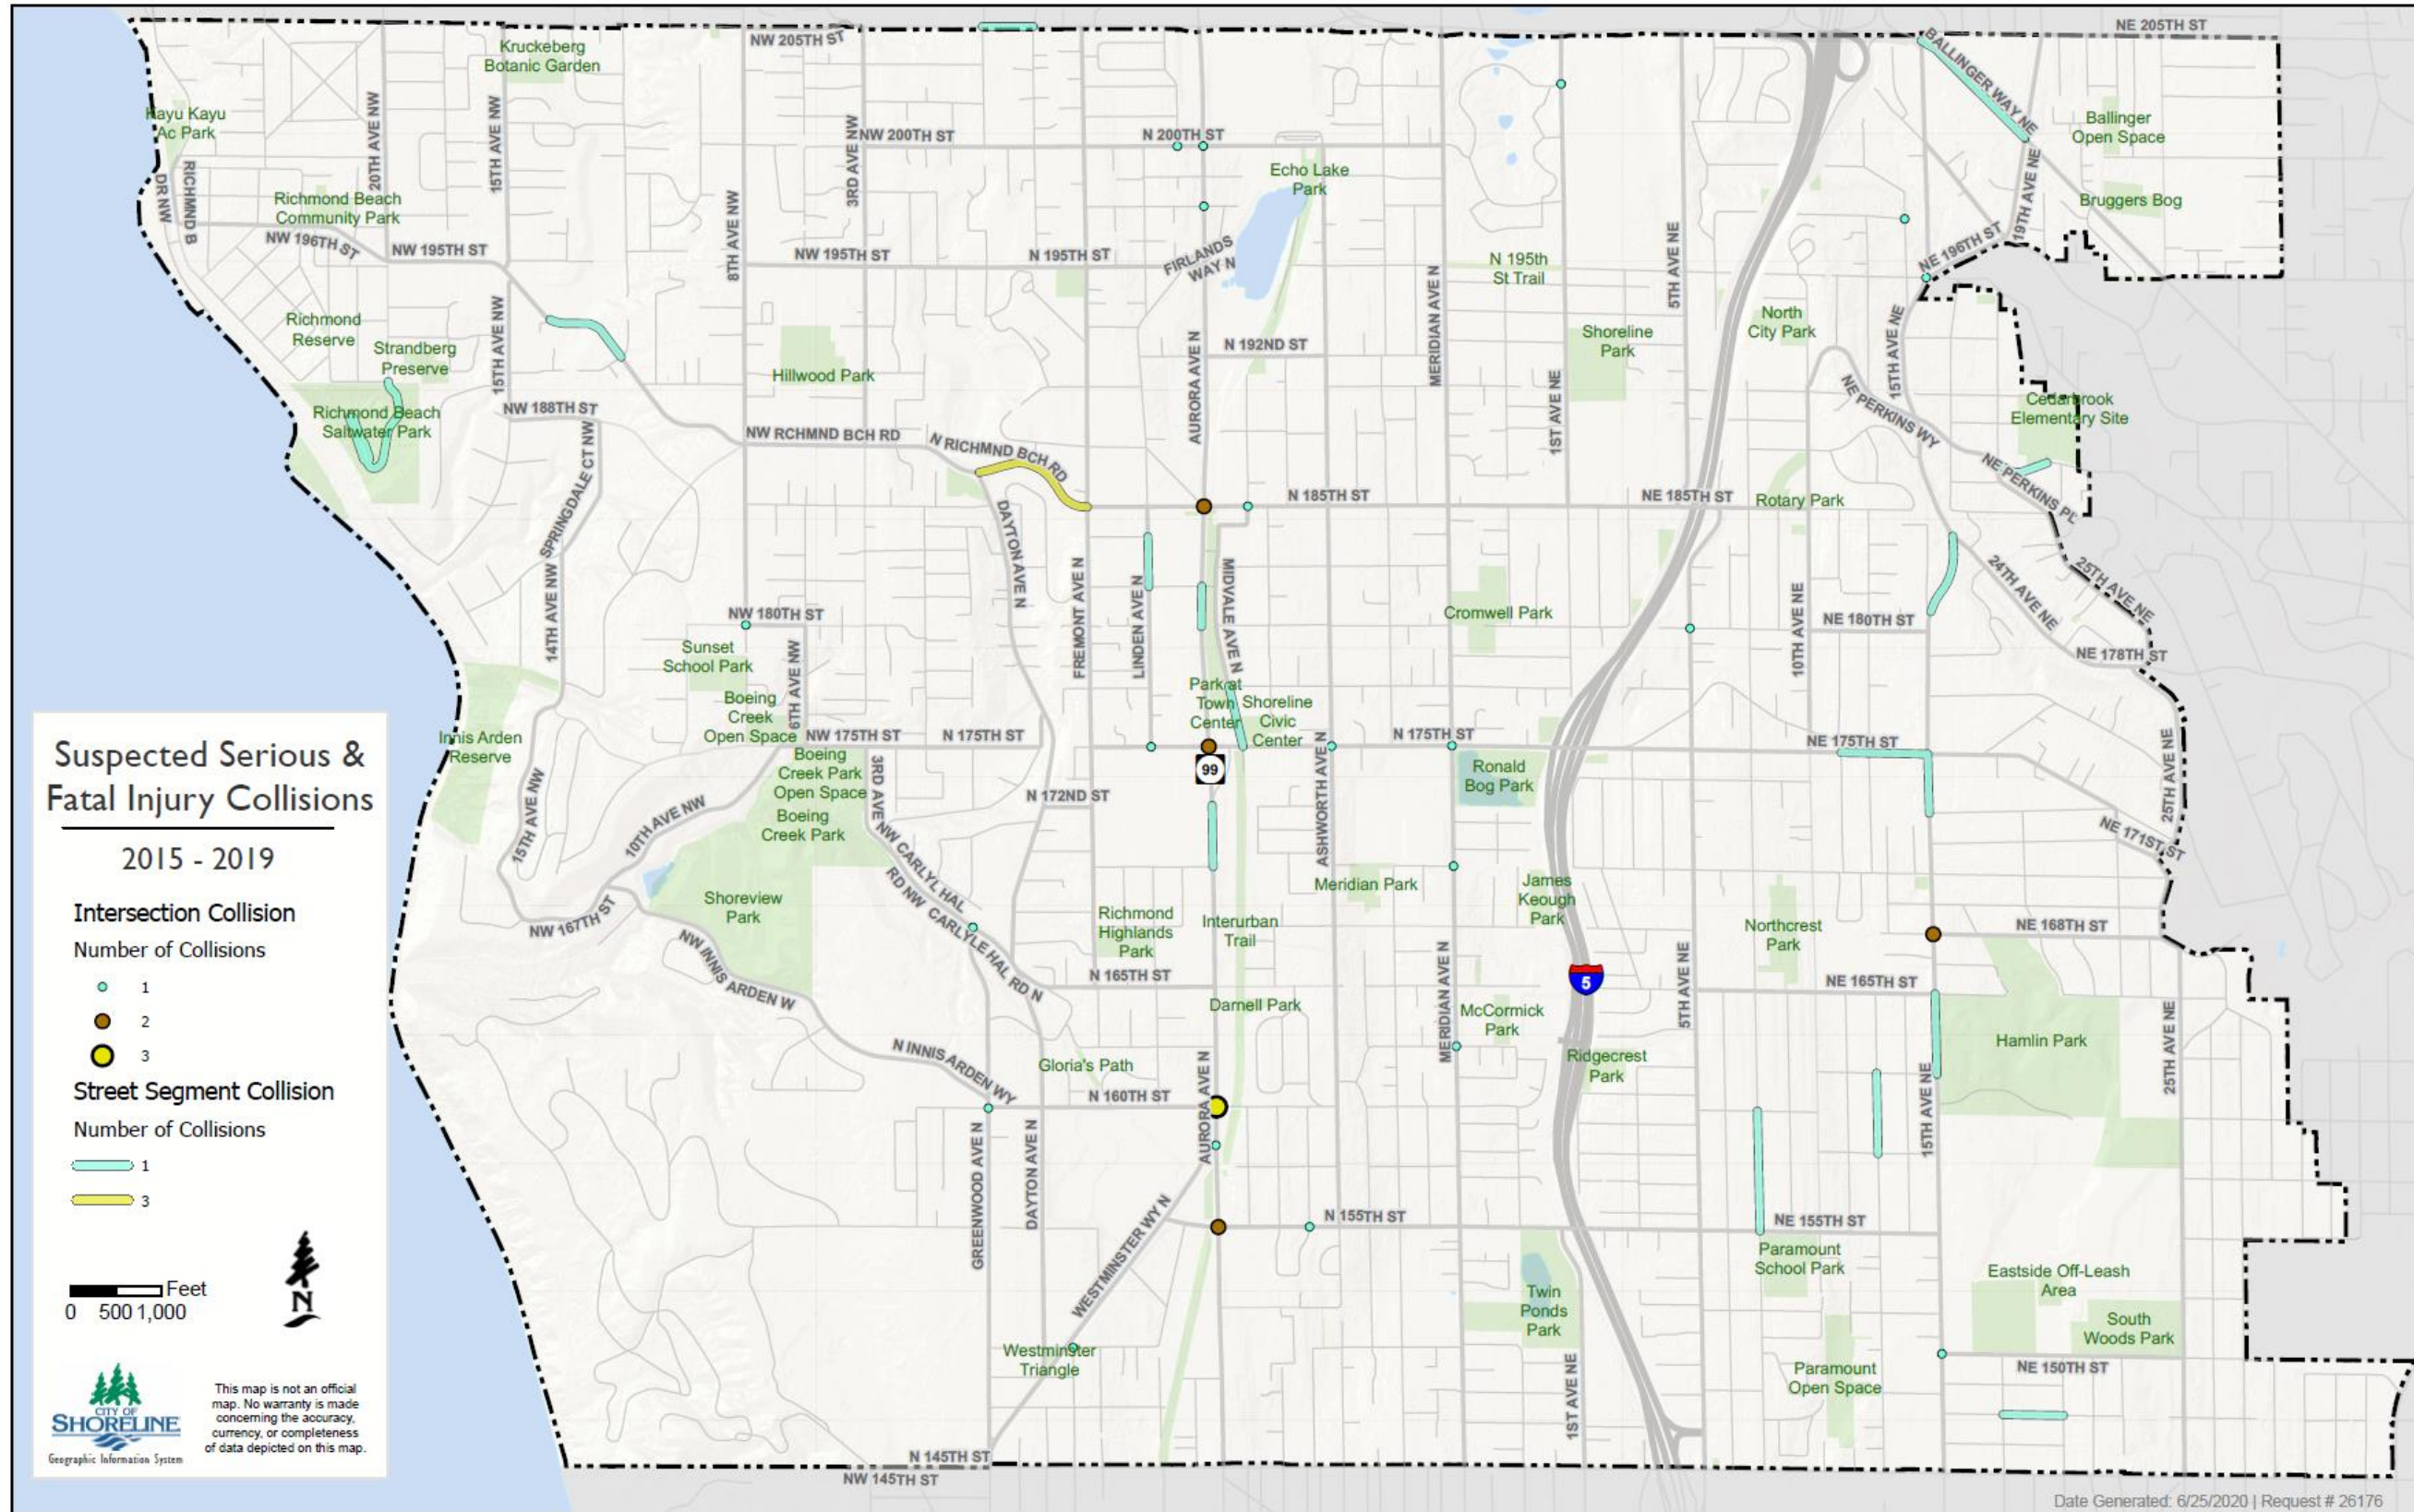 NW 205TH ST
NE 205TH ST
Kruckeberg
Botanic Garden
BALLINGER WAY NE
Kayu Kayu
Ac Park
20TH AVE NW
15TH AVE NW
3RD AVE NW
NW 200TH ST
N 200TH ST
Ballinger
Open Space
Echo Lake
Park
RICHMND B
DR NW
Richmond Beach
Community Park
8TH AVE NW
19TH AVE NE
Bruggers Bog
NW 196TH ST
NW 195TH ST
NW 195TH ST
N 195TH ST
FIRLANDS
WAY N
N 195th
St Trail
5TH AVE NE
NE 196TH ST
MERIDIAN AVE N
Richmond
Reserve
Strandberg
Preserve
15TH AVE NW
AURORA AVE N
N 192ND ST
Shoreline
Park
North
City Park
15TH AVE NE
Hillwood Park
1ST AVE NE
NE PERKINS WY
Cedarbrook
Elementary Site
Richmond Beach
Saltwater Park
NW 188TH ST
NW RCHMND BCH RD
N RICHMND BCH RD
SPRINGDALE CT NW
NE PERKINS PL
N 185TH ST
NE 185TH ST
Rotary Park
DAYTON AVE N
14TH AVE NW
FREMONT AVE N
LINDEN AVE N
MIDVALE AVE N
Cromwell Park
10TH AVE NE
NE 180TH ST
24TH AVE NE
25TH AVE NE
NE 178TH ST
NW 180TH ST
Sunset
School Park
6TH AVE NW
Boeing
Creek
Open Space
Park at
Town
Center
Shoreline
Civic
Center
NW 175TH ST
N 175TH ST
N 175TH ST
NE 175TH ST
ASHWORTH AVE N
99
Innis Arden
Reserve
Boeing
Creek Park
Open Space
Boeing
Creek Park
3RD AVE NW
Ronald
Bog Park
25TH AVE NE
N 172ND ST
NE 171ST ST
15TH AVE NW
10TH AVE NW
NW CARLYL HAL
RD NW
CARLYLE HAL RD N
Meridian Park
James
Keough
Park
Shoreview
Park
NW 167TH ST
Richmond
Highlands
Park
Interurban
Trail
Northcrest
Park
NE 168TH ST
NW INNIS ARDEN W
N 165TH ST
MERIDIAN AVE N
5
5TH AVE NE
NE 165TH ST
Darnell Park
McCormick
Park
25TH AVE NE
Hamlin Park
N INNIS ARDEN WY
Gloria's Path
AURORA AVE N
Ridgecrest
Park
15TH AVE NE
N 160TH ST
GREENWOOD AVE N
DAYTON AVE N
WESTMINSTER WY N
N 155TH ST
NE 155TH ST
Paramount
School Park
Eastside Off-Leash
Area
Twin
Ponds
Park
South
Woods Park
Westminster
Triangle
1ST AVE NE
Paramount
Open Space
NE 150TH ST
N 145TH ST
NW 145TH ST
Suspected Serious &
Fatal Injury Collisions
2015 - 2019
Intersection Collision
Number of Collisions
1
2
3
Street Segment Collision
Number of Collisions
1
3
Feet
0 500 1,000
N
CITY OF
SHORELINE
Geographic Information System
This map is not an official
map. No warranty is made
concerning the accuracy,
currency, or completeness
of data depicted on this map.
Date Generated: 6/25/2020 | Request # 26176